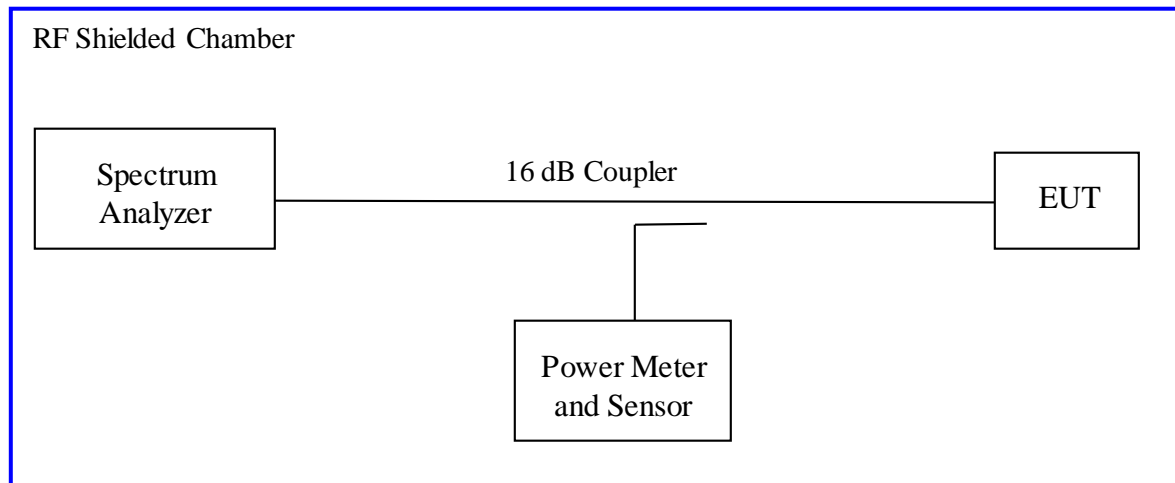 RF Shielded Chamber
16 dB Coupler
Spectrum
Analyzer
EUT
Power Meter
and Sensor